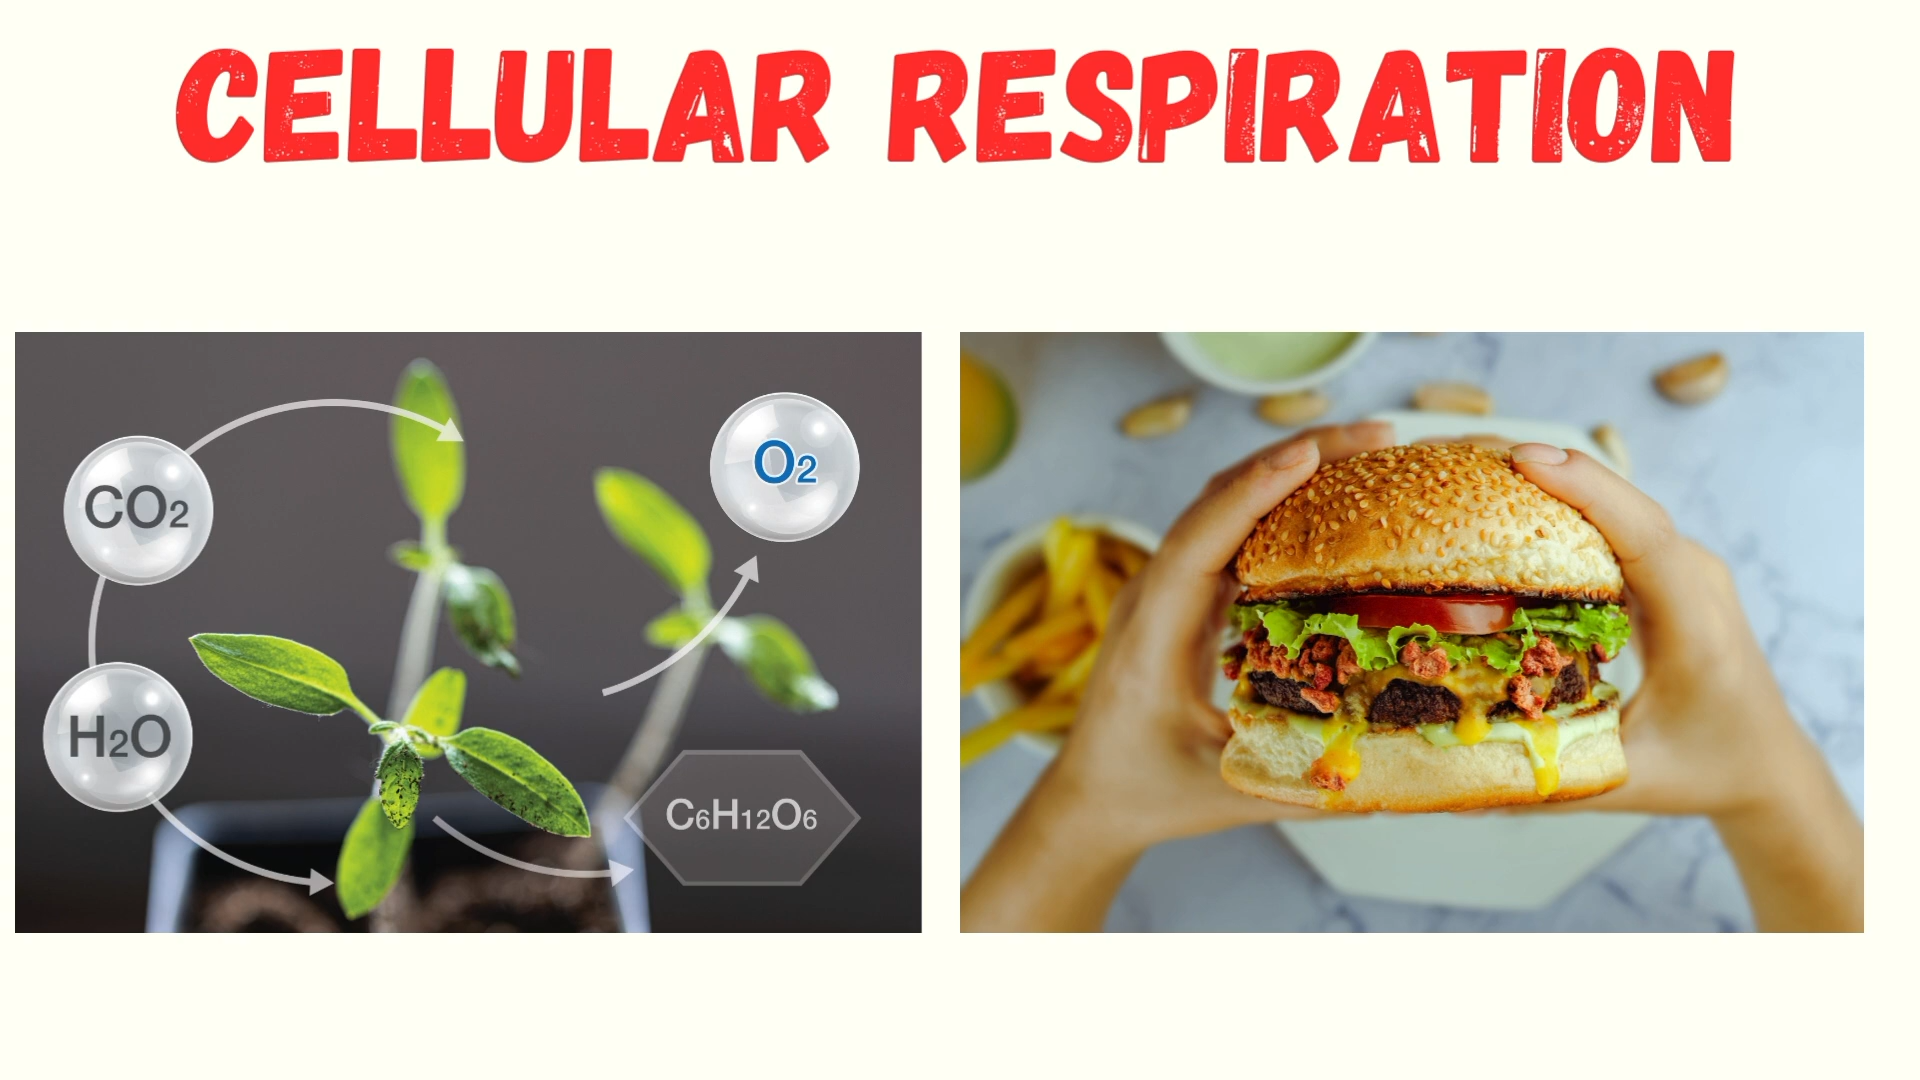 CELLULAR RESPIRATION
CO2
O2
H2O
C6H12O6